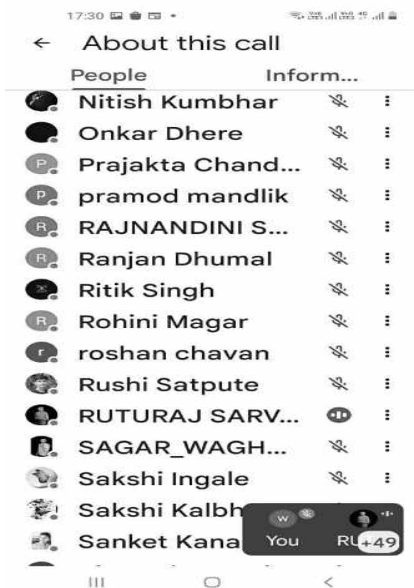 17:30
About this call
People Inform...
Nitish Kumbhar
Onkar Dhere
P Prajakta Chand...
P pramod mandlik
R RAJNANDINI S...
R Ranjan Dhumal
Ritik Singh
R Rohini Magar
r roshan chavan
Rushi Satpute
RUTURAJ SARV...
SAGAR_WAGH...
Sakshi Ingale
Sakshi Kalbh
W
Sanket Kana
You +49